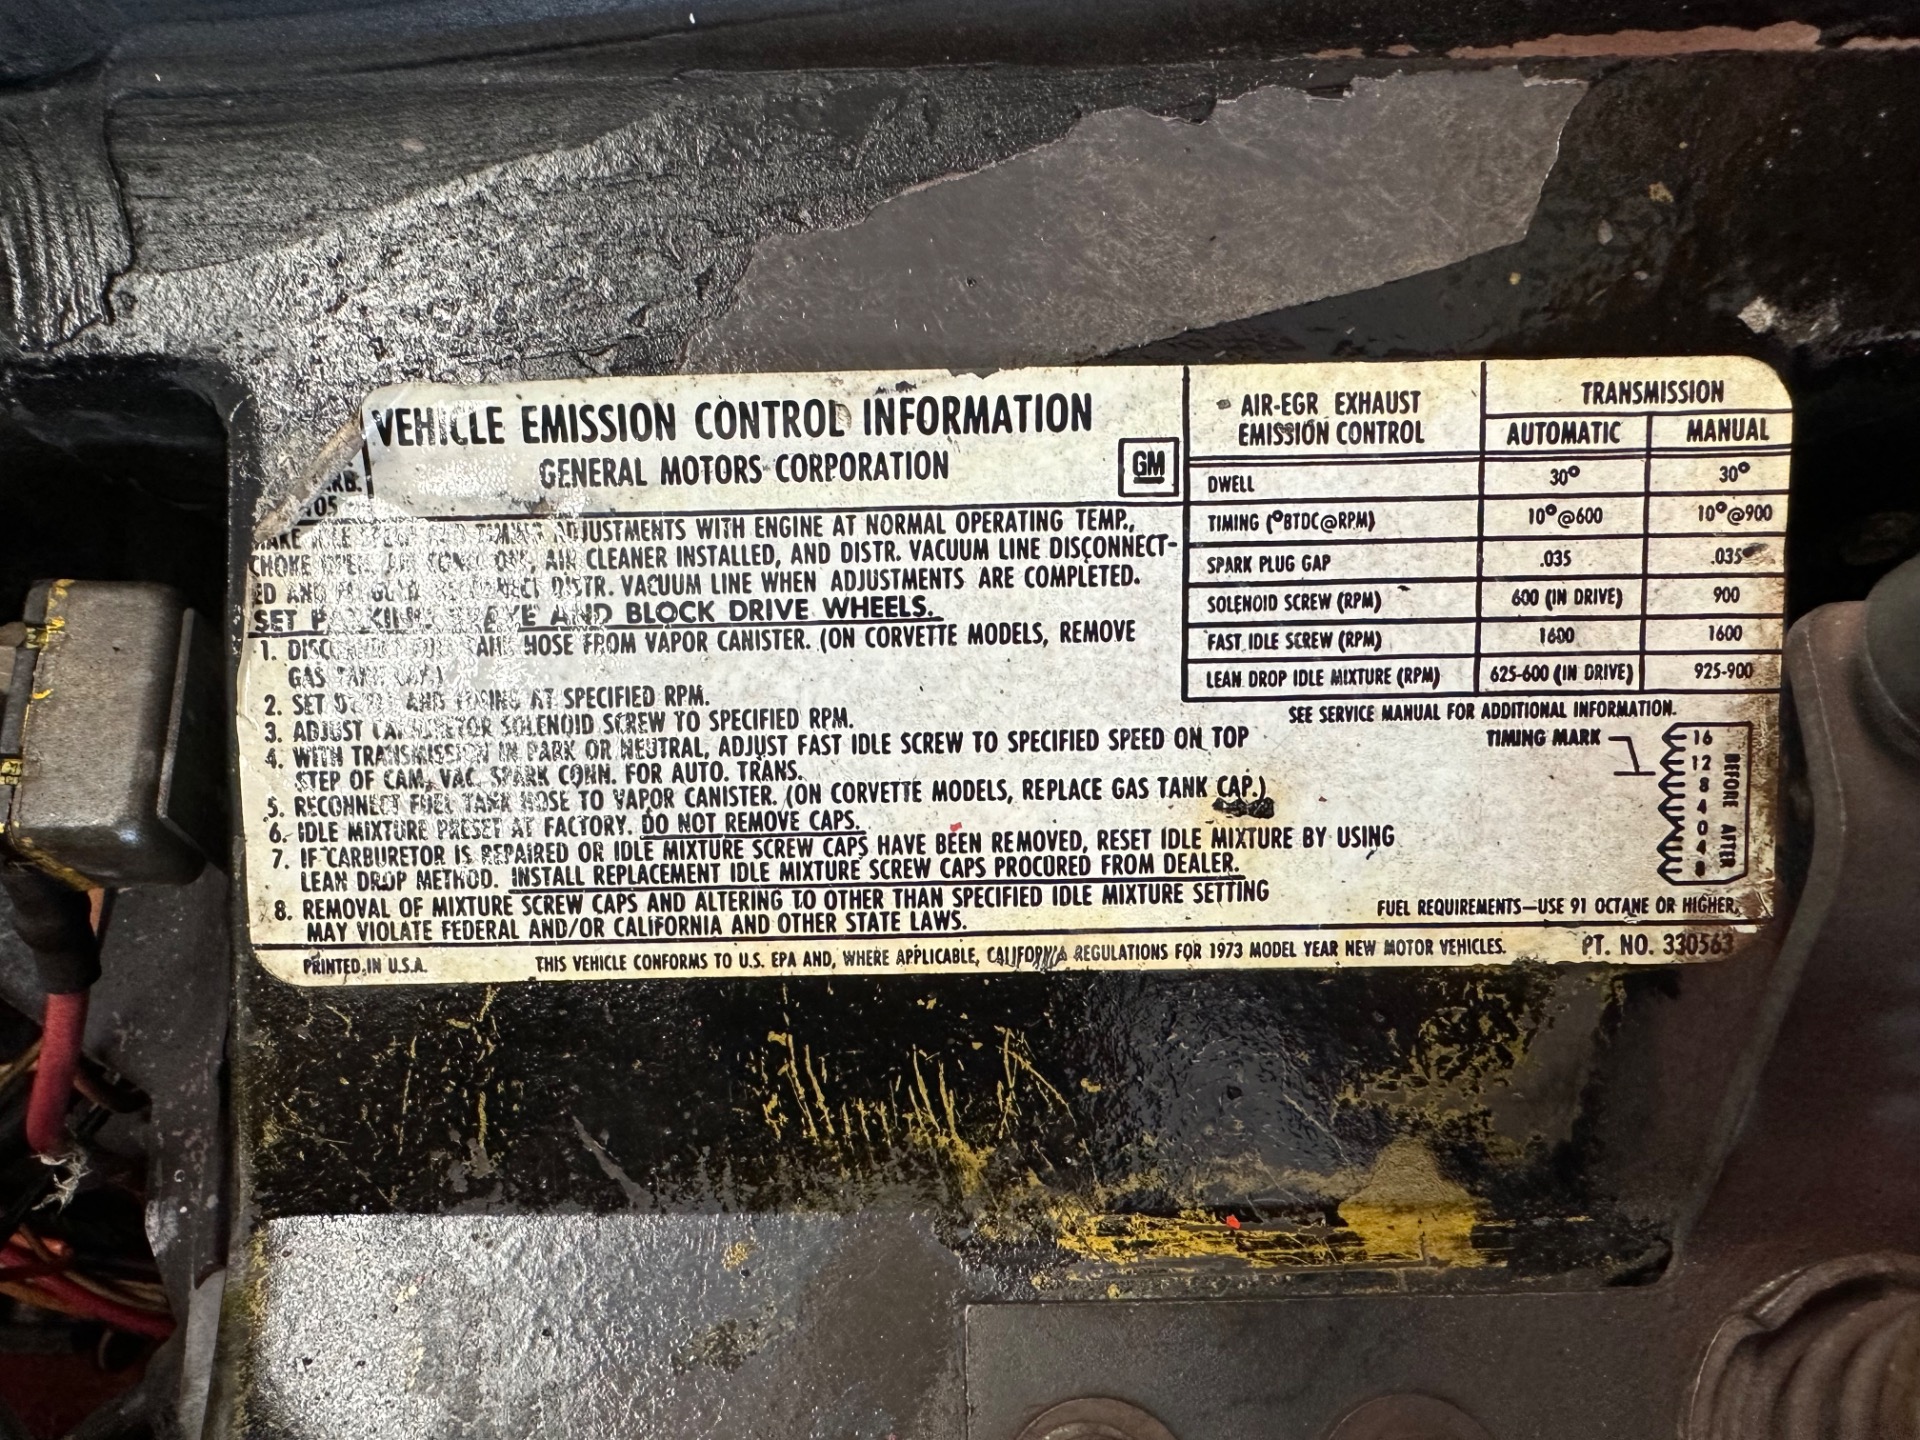 VEHICLE EMISSION CONTROL INFORMATION
GENERAL MOTORS CORPORATION
GM
ADJUSTMENTS WITH ENGINE AT NORMAL OPERATING TEMP.,
CHOKE AIR CLEANER INSTALLED, AND DISTR. VACUUM LINE DISCONNECT-
ED AND DISTR. VACUUM LINE WHEN ADJUSTMENTS ARE COMPLETED.
SET AND BLOCK DRIVE WHEELS.
1. HOSE FROM VAPOR CANISTER. (ON CORVETTE MODELS, REMOVE
GAS
2. SET AND AT SPECIFIED RPM.
3. ADJUST SOLENOID SCREW TO SPECIFIED RPM.
4. WITH TRANSMISSION IN PARK OR NEUTRAL, ADJUST FAST IDLE SCREW TO SPECIFIED SPEED ON TOP
STEP OF CAM, VAC. SPARK CONN. FOR AUTO. TRANS.
5. RECONNECT FUEL TANK HOSE TO VAPOR CANISTER. (ON CORVETTE MODELS, REPLACE GAS TANK CAP.)
6. IDLE MIXTURE PRESET AT FACTORY. DO NOT REMOVE CAPS.
7. IF CARBURETOR IS REPAIRED OR IDLE MIXTURE SCREW CAPS HAVE BEEN REMOVED, RESET IDLE MIXTURE BY USING
LEAN DROP METHOD. INSTALL REPLACEMENT IDLE MIXTURE SCREW CAPS PROCURED FROM DEALER.
8. REMOVAL OF MIXTURE SCREW CAPS AND ALTERING TO OTHER THAN SPECIFIED IDLE MIXTURE SETTING
MAY VIOLATE FEDERAL AND/OR CALIFORNIA AND OTHER STATE LAWS.
AIR-EGR EXHAUST
EMISSION CONTROL
TRANSMISSION
AUTOMATIC MANUAL
DWELL 30° 30°
TIMING (°BTDC@RPM) 10°@600 10°@900
SPARK PLUG GAP .035 .035
SOLENOID SCREW (RPM) 600 (IN DRIVE) 900
FAST IDLE SCREW (RPM) 1600 1600
LEAN DROP IDLE MIXTURE (RPM) 625-600 (IN DRIVE) 925-900
SEE SERVICE MANUAL FOR ADDITIONAL INFORMATION.
TIMING MARK
16
12
8
4
0
4
8
BEFORE AFTER
FUEL REQUIREMENTS—USE 91 OCTANE OR HIGHER.
PRINTED IN U.S.A.
THIS VEHICLE CONFORMS TO U.S. EPA AND, WHERE APPLICABLE, CALIFORNIA REGULATIONS FOR 1973 MODEL YEAR NEW MOTOR VEHICLES.
PT. NO. 330563